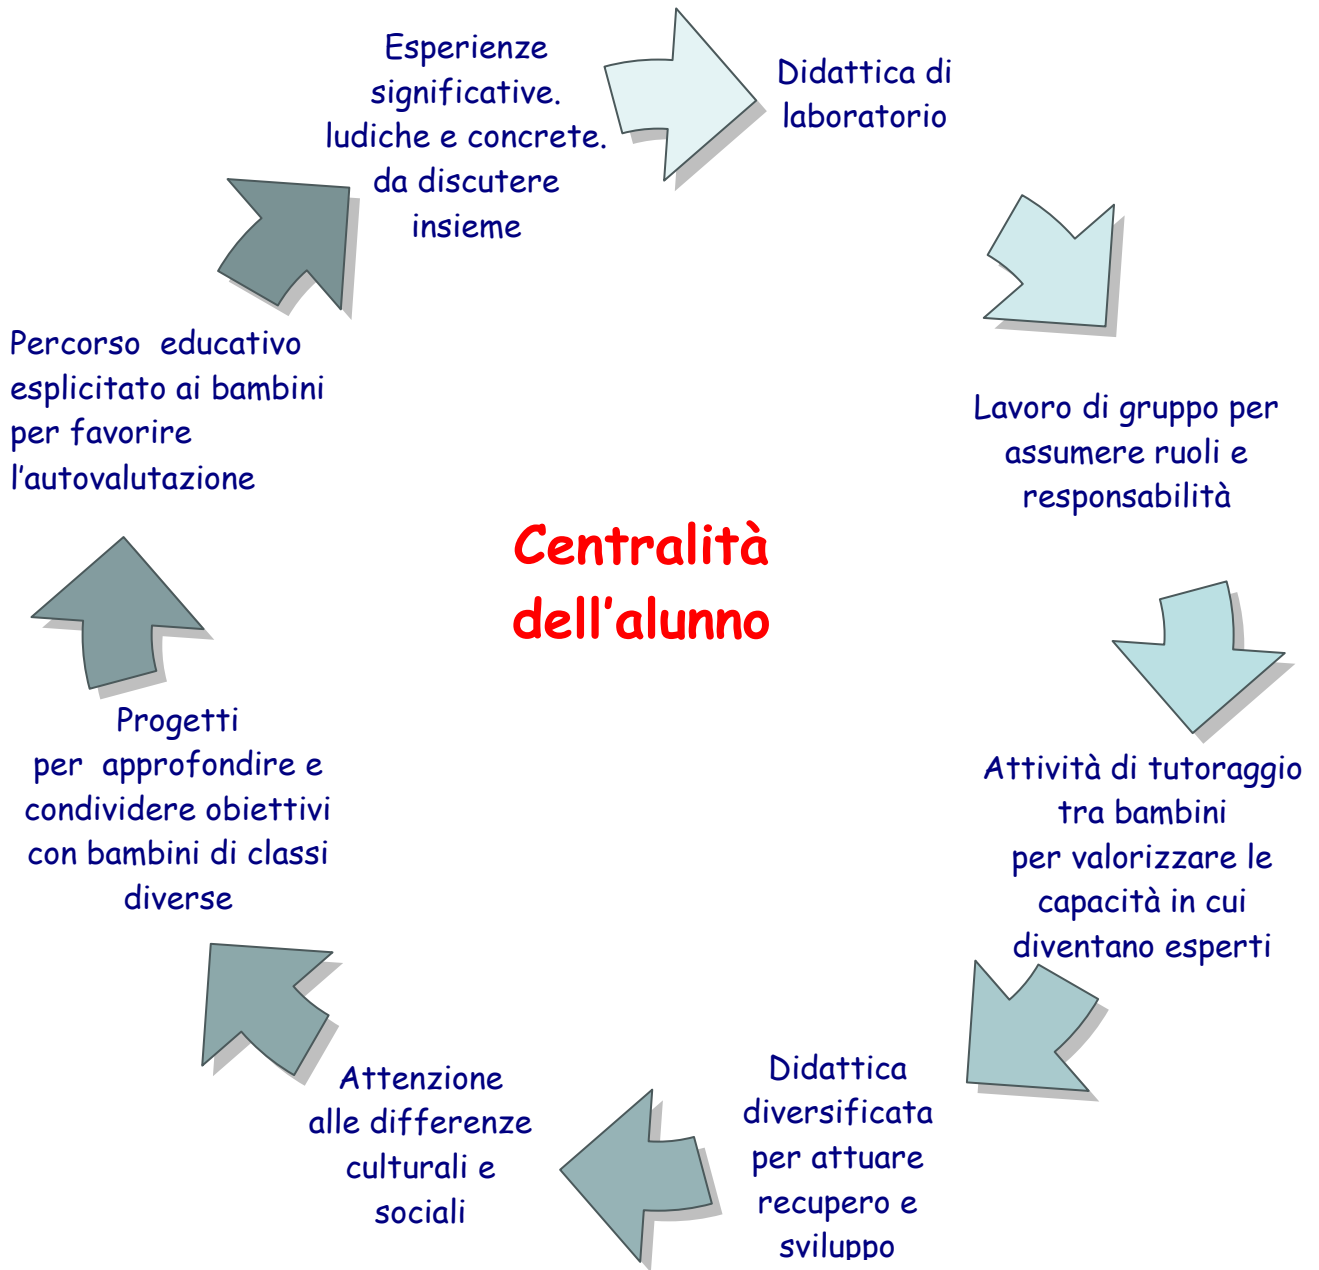 Esperienze
significative.
ludiche e concrete.
da discutere
insieme
Didattica di
laboratorio
Lavoro di gruppo per
assumere ruoli e
responsabilità
Attività di tutoraggio
tra bambini
per valorizzare le
capacità in cui
diventano esperti
Didattica
diversificata
per attuare
recupero e
sviluppo
Attenzione
alle differenze
culturali e
sociali
Progetti
per approfondire e
condividere obiettivi
con bambini di classi
diverse
Percorso educativo
esplicitato ai bambini
per favorire
l'autovalutazione
Centralità
dell'alunno